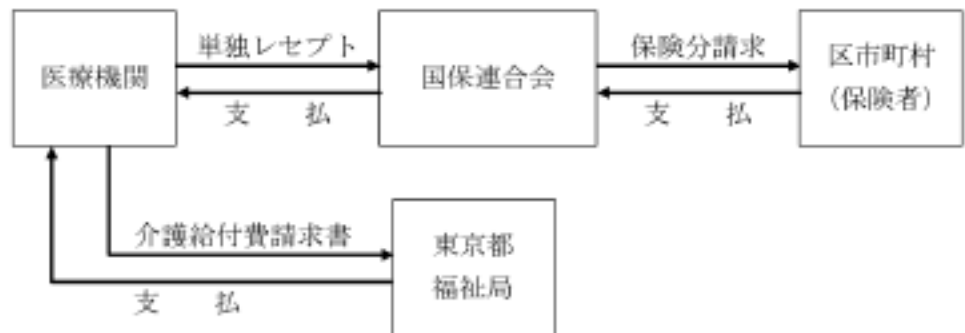 単独レセプト
保険分請求
医療機関
国保連合会
区市町村
（保険者）
支　払
支　払
介護給付費請求書
東京都
福祉局
支　払